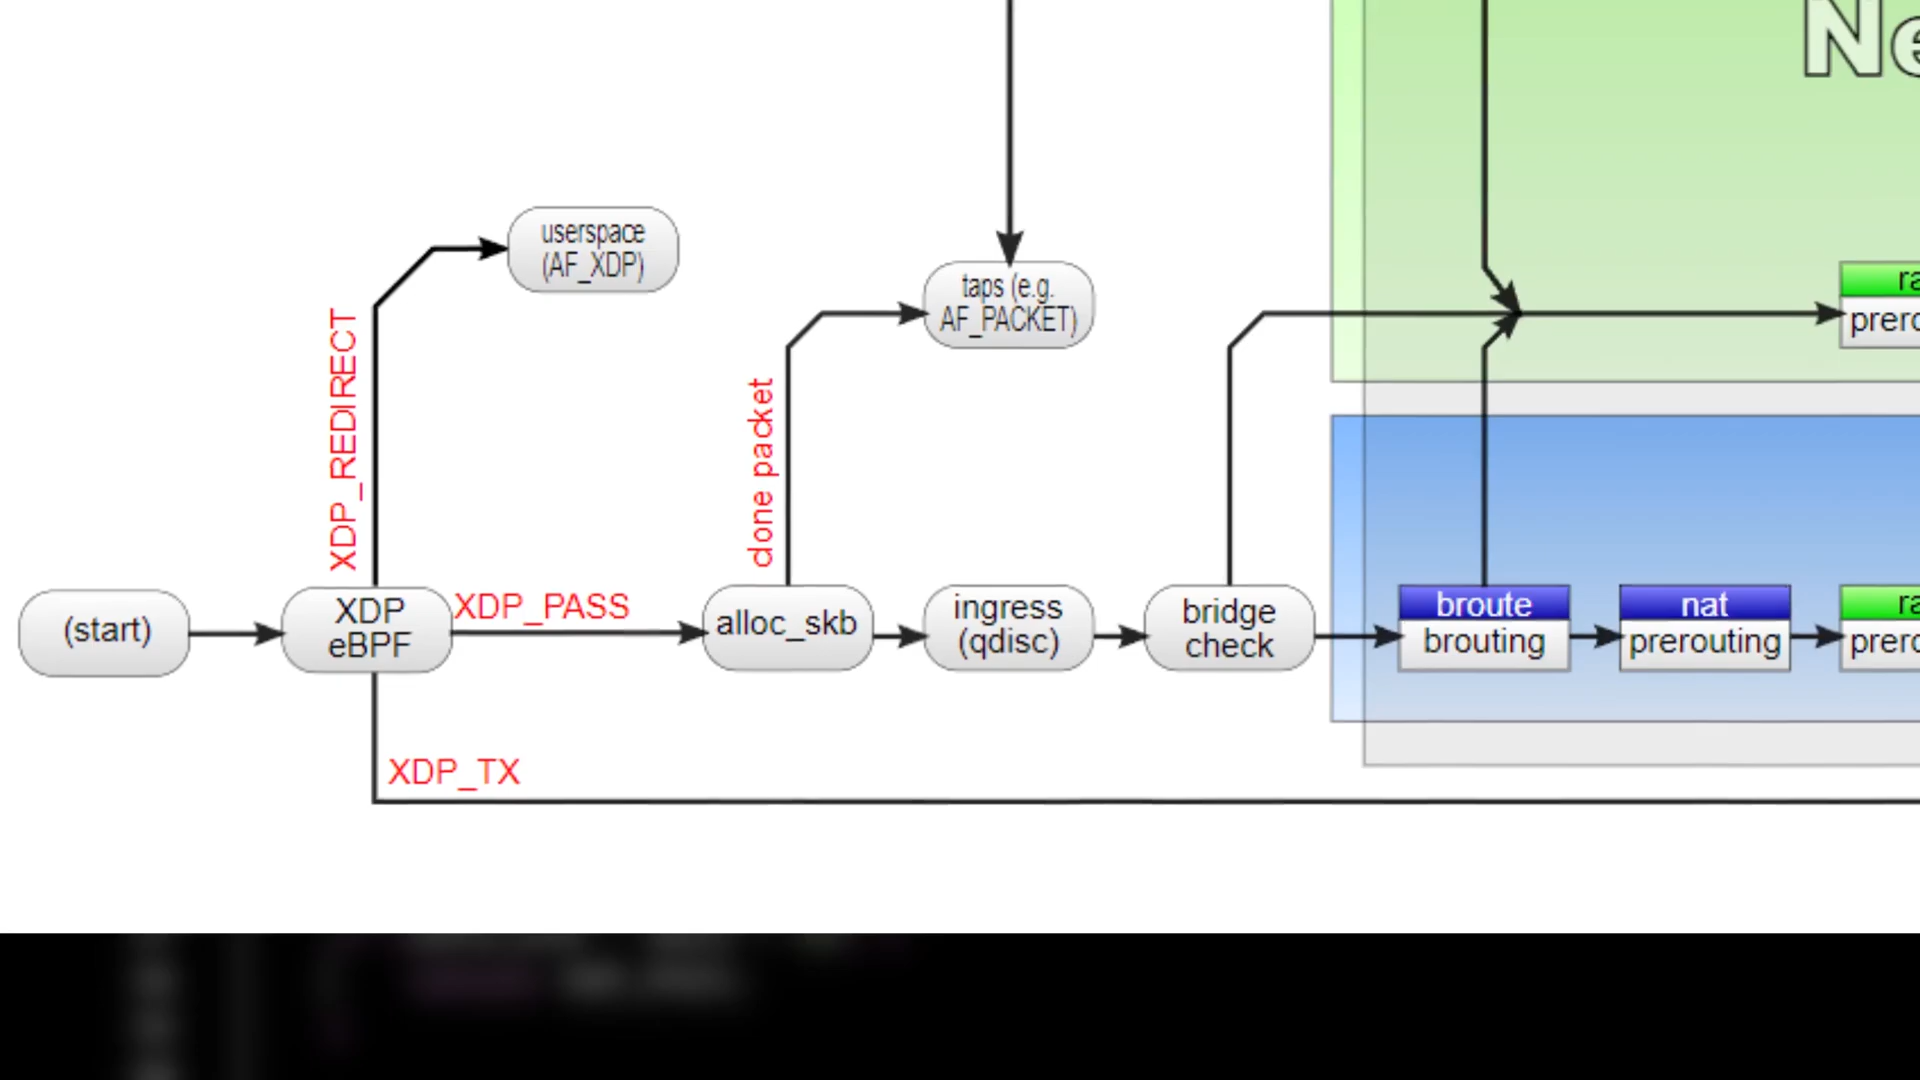 Ne
userspace
(AF_XDP)
taps (e.g.
AF_PACKET)
XDP_REDIRECT
done packet
(start)
XDP
eBPF
XDP_PASS
alloc_skb
ingress
(qdisc)
bridge
check
broute
brouting
nat
prerouting
XDP_TX